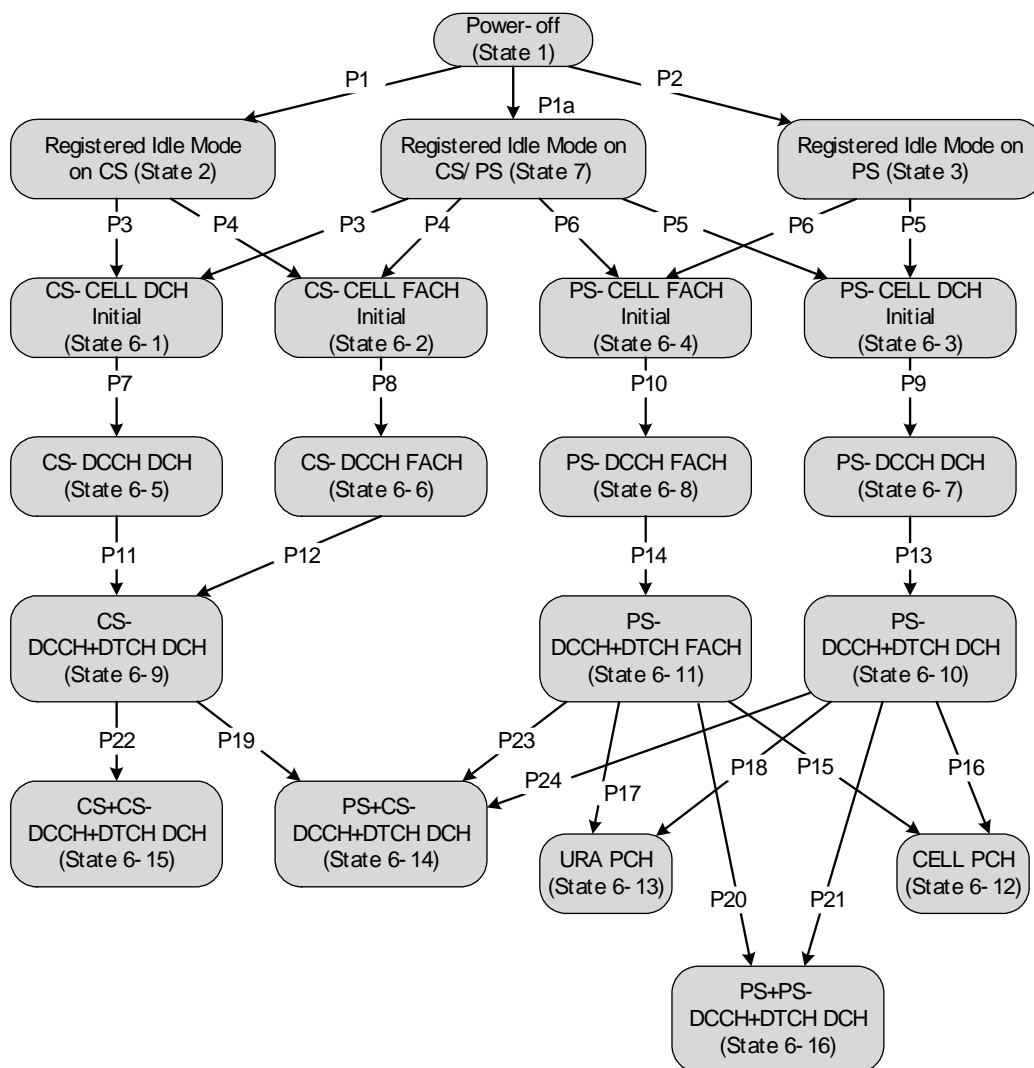 Power- off
(State 1)
P1
P1a
P2
Registered Idle Mode
on CS (State 2)
Registered Idle Mode on
CS/ PS (State 7)
Registered Idle Mode on
PS (State 3)
P3
P4
P3
P4
P6
P5
P6
P5
CS- CELL DCH
Initial
(State 6- 1)
CS- CELL FACH
Initial
(State 6- 2)
PS- CELL FACH
Initial
(State 6- 4)
PS- CELL DCH
Initial
(State 6- 3)
P7
P8
P10
P9
CS- DCCH DCH
(State 6- 5)
CS- DCCH FACH
(State 6- 6)
PS- DCCH FACH
(State 6- 8)
PS- DCCH DCH
(State 6- 7)
P11
P12
P14
P13
CS-
DCCH+DTCH DCH
(State 6- 9)
PS-
DCCH+DTCH FACH
(State 6- 11)
PS-
DCCH+DTCH DCH
(State 6- 10)
P22
P19
P23
P24
P17
P18
P15
P16
CS+CS-
DCCH+DTCH DCH
(State 6- 15)
PS+CS-
DCCH+DTCH DCH
(State 6- 14)
URA PCH
(State 6- 13)
CELL PCH
(State 6- 12)
P20
P21
PS+PS-
DCCH+DTCH DCH
(State 6- 16)